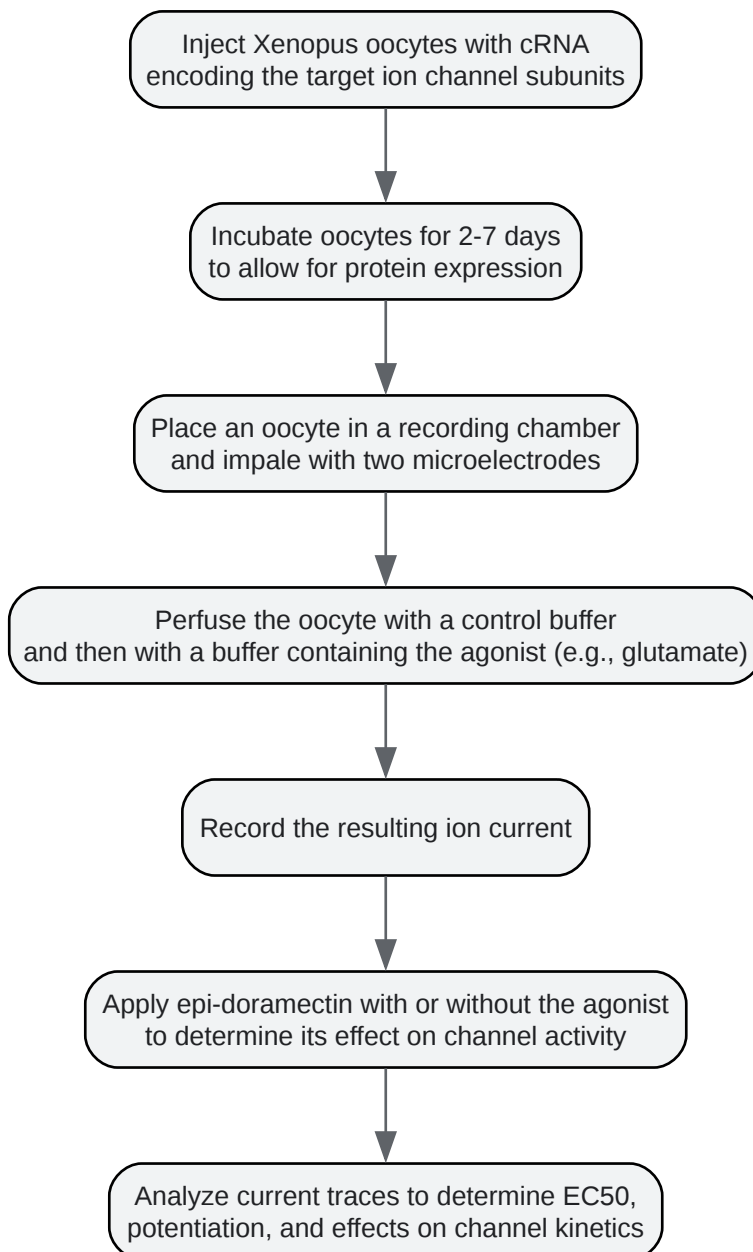 Inject Xenopus oocytes with cRNA
encoding the target ion channel subunits
Incubate oocytes for 2-7 days
to allow for protein expression
Place an oocyte in a recording chamber
and impale with two microelectrodes
Perfuse the oocyte with a control buffer
and then with a buffer containing the agonist (e.g., glutamate)
Record the resulting ion current
Apply epi-doramectin with or without the agonist
to determine its effect on channel activity
Analyze current traces to determine EC50,
potentiation, and effects on channel kinetics